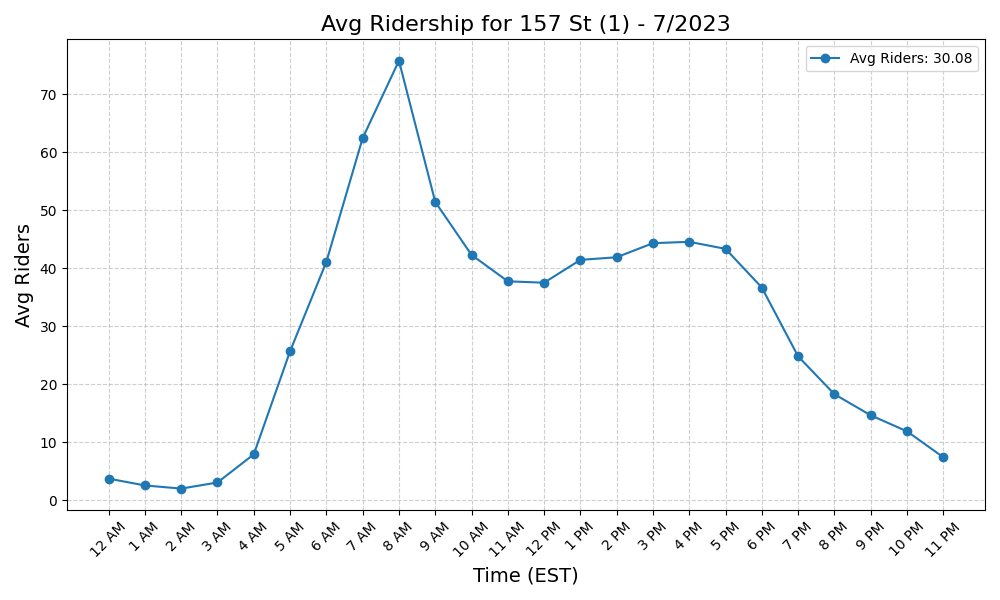 Avg Ridership for 157 St (1) - 7/2023
Avg Riders: 30.08
Avg Riders
70
60
50
40
30
20
10
0
12 AM
1 AM
2 AM
3 AM
4 AM
5 AM
6 AM
7 AM
8 AM
9 AM
10 AM
11 AM
12 PM
1 PM
2 PM
3 PM
4 PM
5 PM
6 PM
7 PM
8 PM
9 PM
10 PM
11 PM
Time (EST)